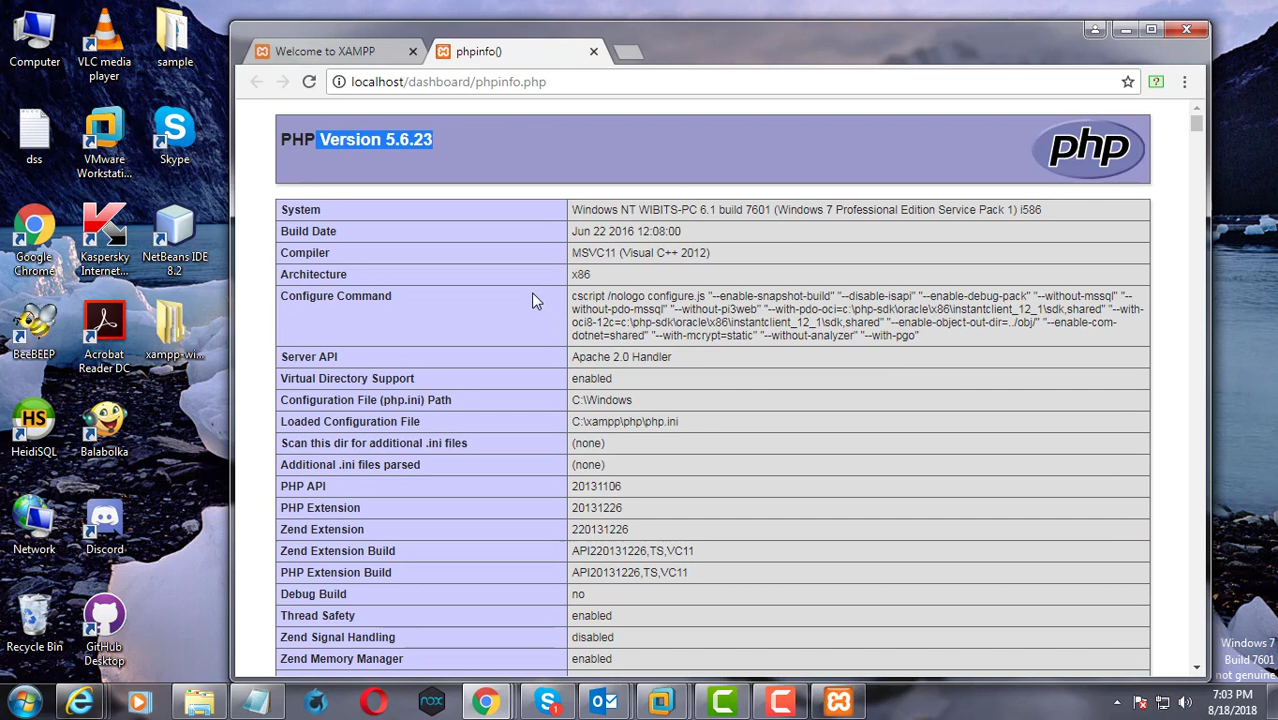 Computer
VLC media
player
sample
dss
VMware
Workstati...
Skype
Google
Chrome
Kaspersky
Internet...
NetBeans IDE
8.2
BeeBEEP
Acrobat
Reader DC
xampp-wi...
HS
HeidiSQL
Balabolka
Network
Discord
Recycle Bin
GitHub
Desktop
Welcome to XAMPP
phpinfo()
localhost/dashboard/phpinfo.php
PHP Version 5.6.23
php
System Windows NT WIBITS-PC 6.1 build 7601 (Windows 7 Professional Edition Service Pack 1) i586
Build Date Jun 22 2016 12:08:00
Compiler MSVC11 (Visual C++ 2012)
Architecture x86
Configure Command cscript /nologo configure.js "--enable-snapshot-build" "--disable-isapi" "--enable-debug-pack" "--without-mssql" "--
without-pdo-mssql" "--without-pi3web" "--with-pdo-oci=c:\php-sdk\oracle\x86\instantclient_12_1\sdk,shared" "--with-
oci8-12c=c:\php-sdk\oracle\x86\instantclient_12_1\sdk,shared" "--enable-object-out-dir=../obj/" "--enable-com-
dotnet=shared" "--with-mcrypt=static" "--without-analyzer" "--with-pgo"
Server API Apache 2.0 Handler
Virtual Directory Support enabled
Configuration File (php.ini) Path C:\Windows
Loaded Configuration File C:\xampp\php\php.ini
Scan this dir for additional .ini files (none)
Additional .ini files parsed (none)
PHP API 20131106
PHP Extension 20131226
Zend Extension 220131226
Zend Extension Build API220131226,TS,VC11
PHP Extension Build API20131226,TS,VC11
Debug Build no
Thread Safety enabled
Zend Signal Handling disabled
Zend Memory Manager enabled
Windows 7
Build 7601
not genuine
nox
7:03 PM
8/18/2018